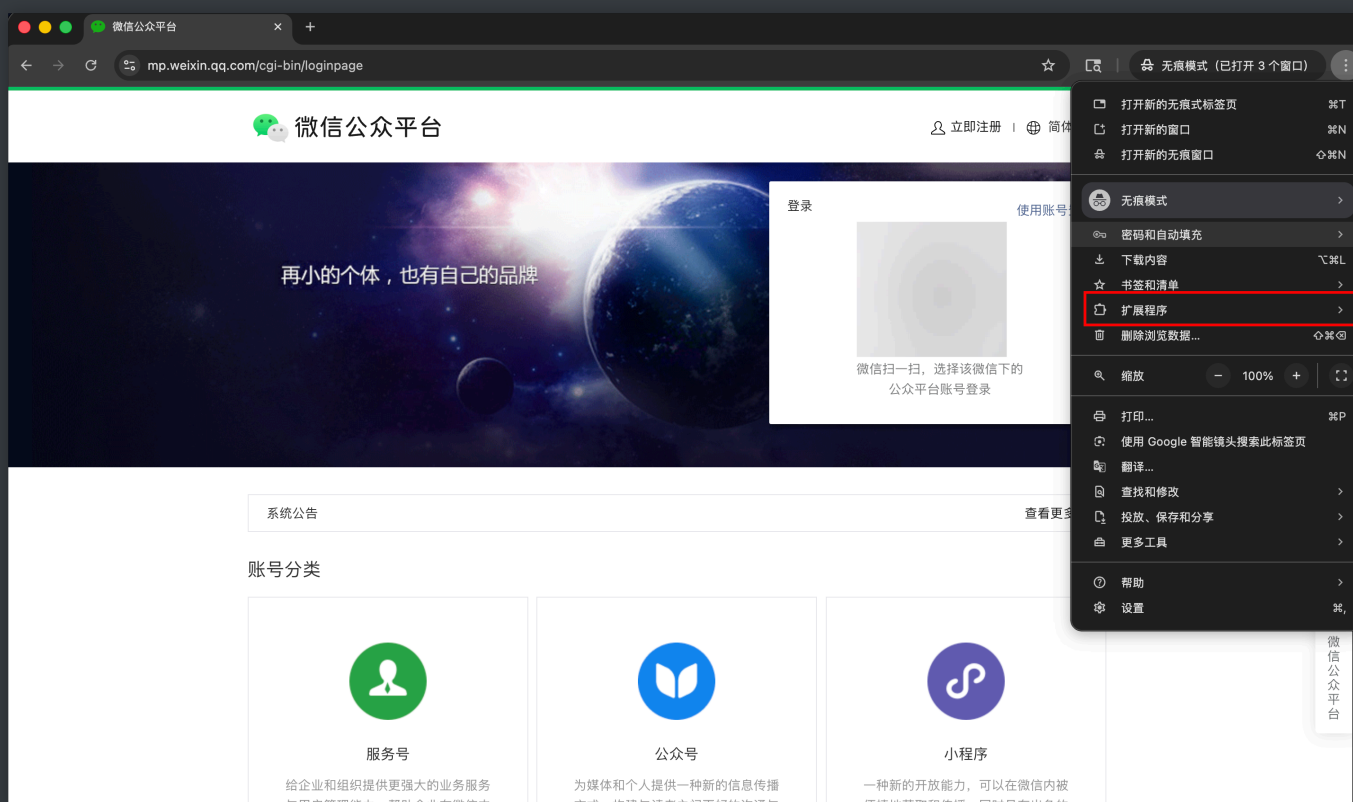 微信公众平台
mp.weixin.qq.com/cgi-bin/loginpage
无痕模式（已打开 3 个窗口）
微信公众平台
立即注册
简体
再小的个体，也有自己的品牌
登录
使用账号
微信扫一扫，选择该微信下的
公众平台账号登录
系统公告
查看更多
账号分类
服务号
给企业和组织提供更强大的业务服务
公众号
为媒体和个人提供一种新的信息传播
小程序
一种新的开放能力，可以在微信内被
打开新的无痕式标签页 ⌘T
打开新的窗口 ⌘N
打开新的无痕窗口 ⇧⌘N
无痕模式
密码和自动填充
下载内容 ⌥⌘L
书签和清单
扩展程序
删除浏览数据... ⇧⌘⌫
缩放 − 100% +
打印... ⌘P
使用 Google 智能镜头搜索此标签页
翻译...
查找和修改
投放、保存和分享
更多工具
帮助
设置 ⌘,
微信公众平台